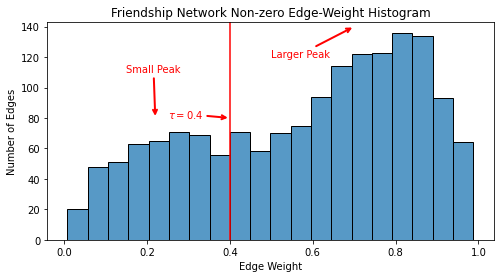 Friendship Network Non-zero Edge-Weight Histogram
140
120
100
80
60
40
20
0
Number of Edges
Small Peak
τ = 0.4
Larger Peak
0.0 0.2 0.4 0.6 0.8 1.0
Edge Weight